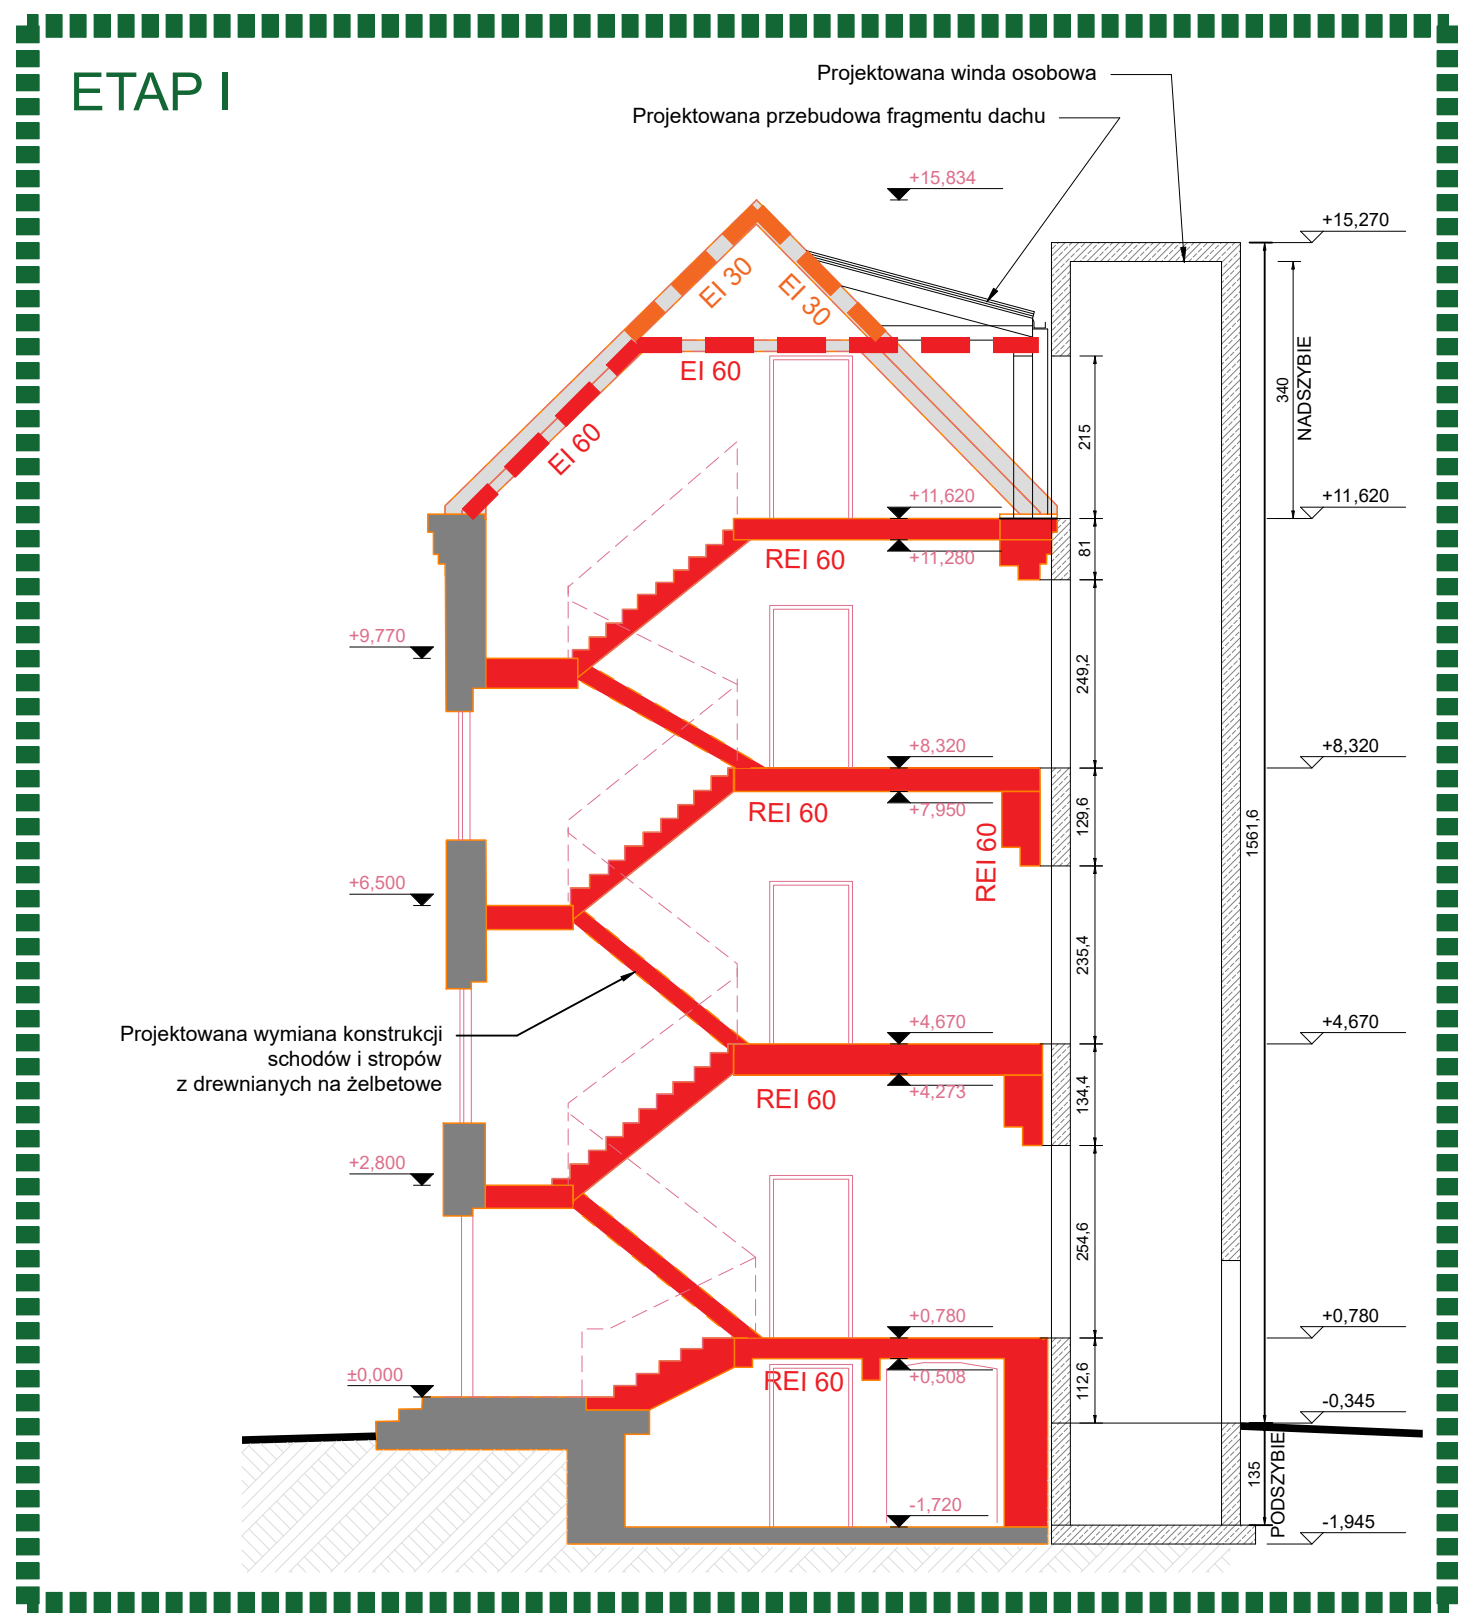 ETAP I
Projektowana winda osobowa
Projektowana przebudowa fragmentu dachu
+15,834
+15,270
EI 30
EI 30
EI 60
EI 60
340
NADSZYBIE
215
+11,620
+11,620
REI 60
+11,280
81
+9,770
249,2
+8,320
+8,320
REI 60
+7,950
REI 60
129,6
1561,6
+6,500
235,4
Projektowana wymiana konstrukcji
schodów i stropów
z drewnianych na żelbetowe
+4,670
+4,670
REI 60
+4,273
134,4
+2,800
254,6
+0,780
+0,780
±0,000
REI 60
+0,508
112,6
-0,345
135
PODSZYBIE
-1,720
-1,945